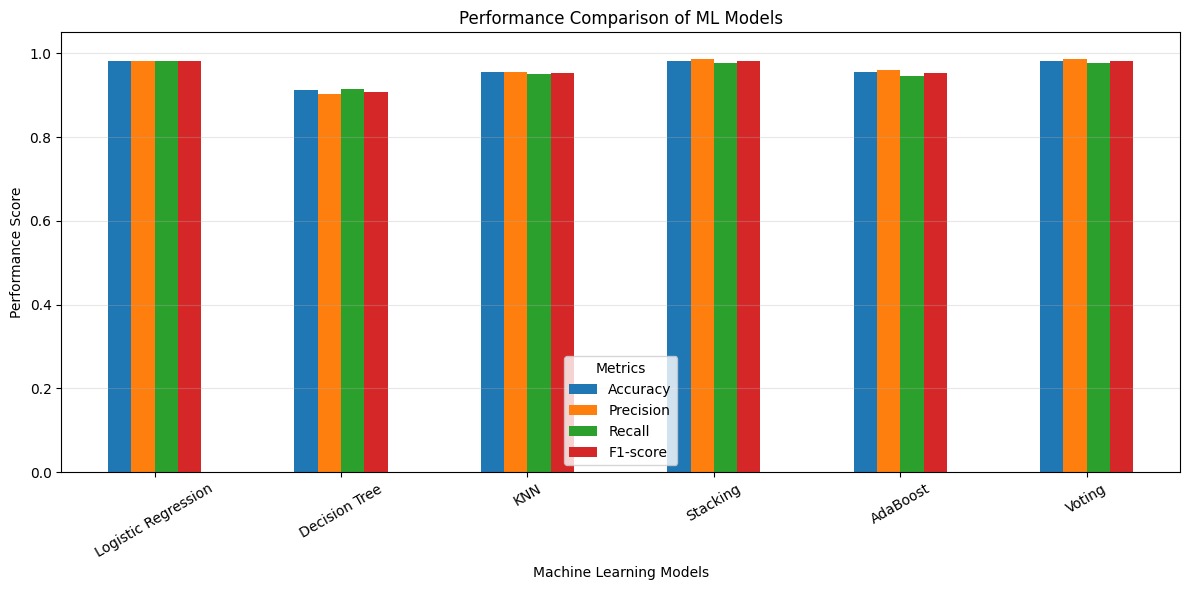 Performance Comparison of ML Models
Performance Score
1.0
0.8
0.6
0.4
0.2
0.0
Metrics
Accuracy
Precision
Recall
F1-score
Logistic Regression
Decision Tree
KNN
Stacking
AdaBoost
Voting
Machine Learning Models